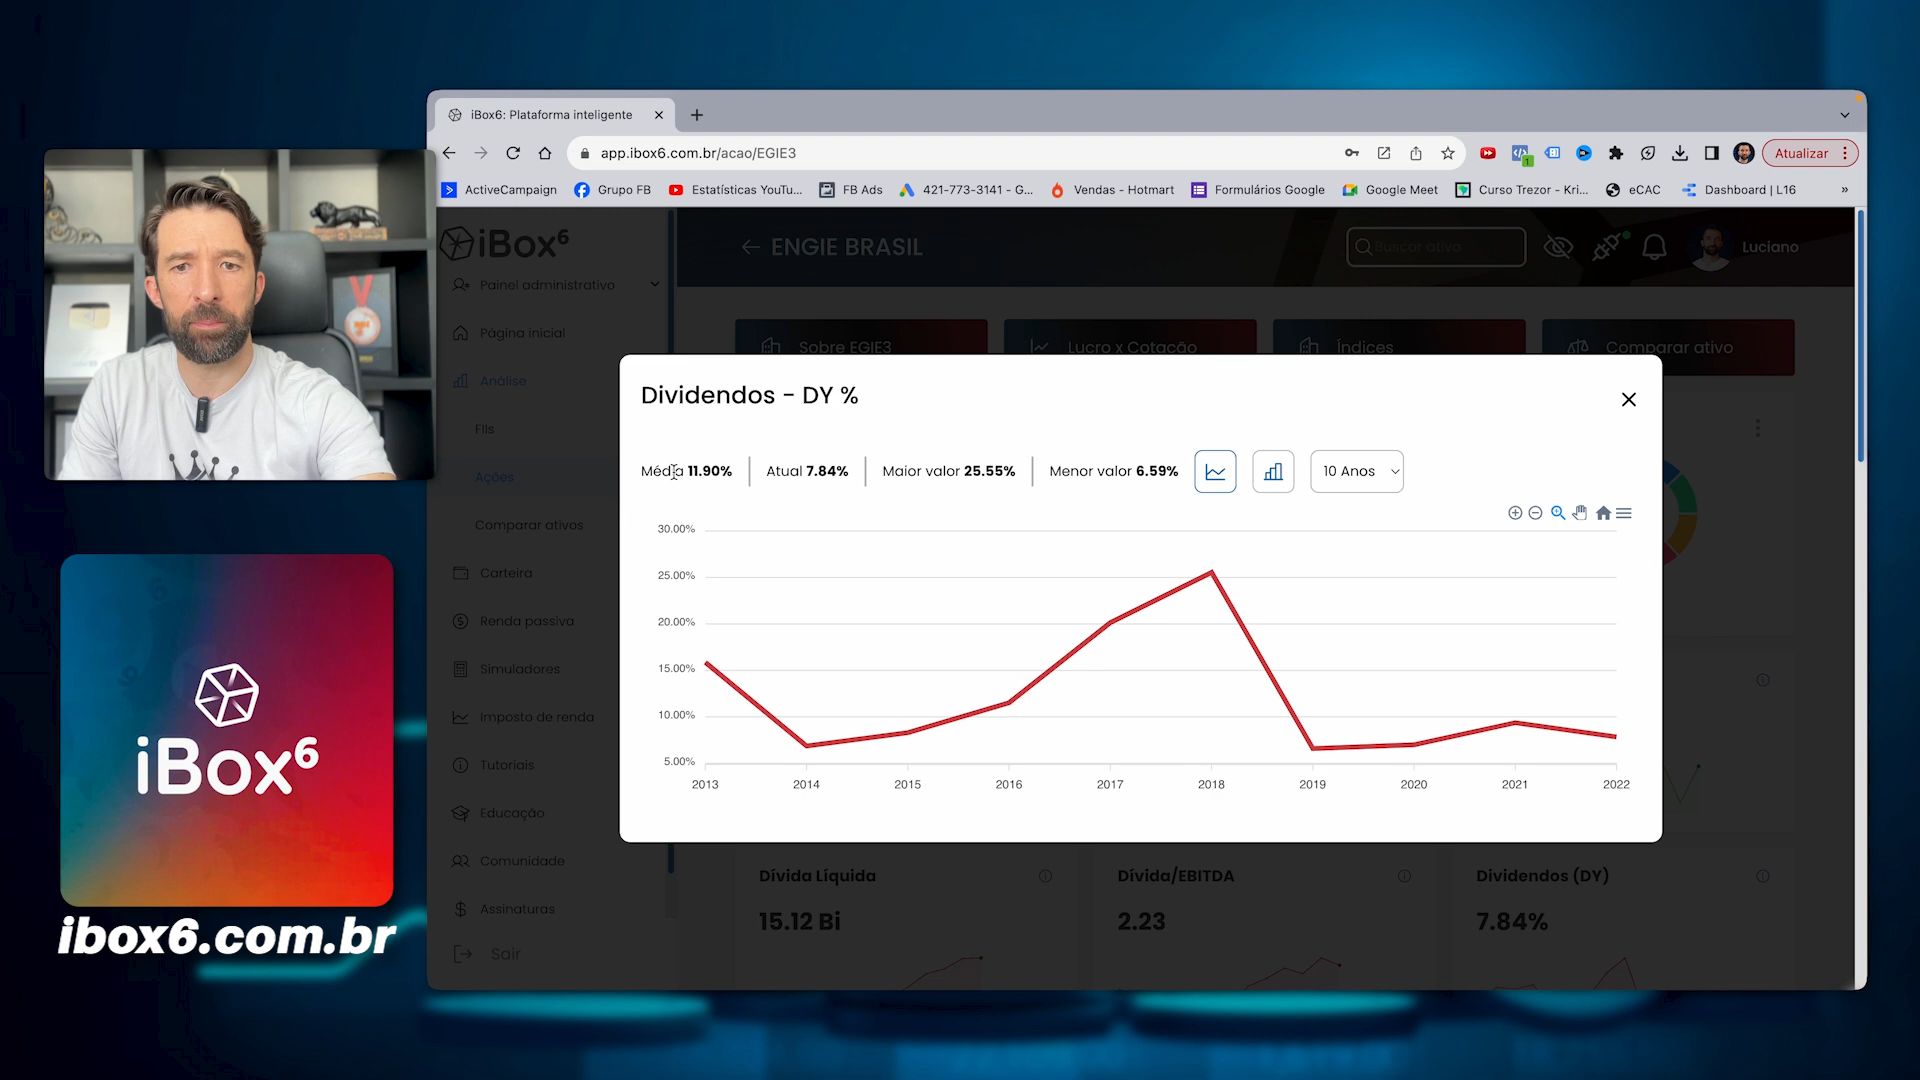 iBox6: Plataforma inteligente
app.ibox6.com.br/acao/EGIE3
Atualizar
ActiveCampaign
Grupo FB
Estatísticas YouTu...
FB Ads
421-773-3141 - G...
Vendas - Hotmart
Formulários Google
Google Meet
Curso Trezor - Kri...
eCAC
Dashboard | L16
»
iBox6
ENGIE BRASIL
Buscar ativo
Luciano
Painel administrativo
Página inicial
Análise
FIIs
Ações
Comparar ativos
Carteira
Renda passiva
Simuladores
Imposto de renda
Tutoriais
Educação
Comunidade
Assinaturas
Sair
Sobre EGIE3
Lucro x Cotação
Índices
Comparar ativo
Dividendos - DY %
Média 11.90%
Atual 7.84%
Maior valor 25.55%
Menor valor 6.59%
10 Anos
30.00%
25.00%
20.00%
15.00%
10.00%
5.00%
2013 2014 2015 2016 2017 2018 2019 2020 2021 2022
Dívida Líquida
15.12 Bi
Dívida/EBITDA
2.23
Dividendos (DY)
7.84%
iBox6
ibox6.com.br